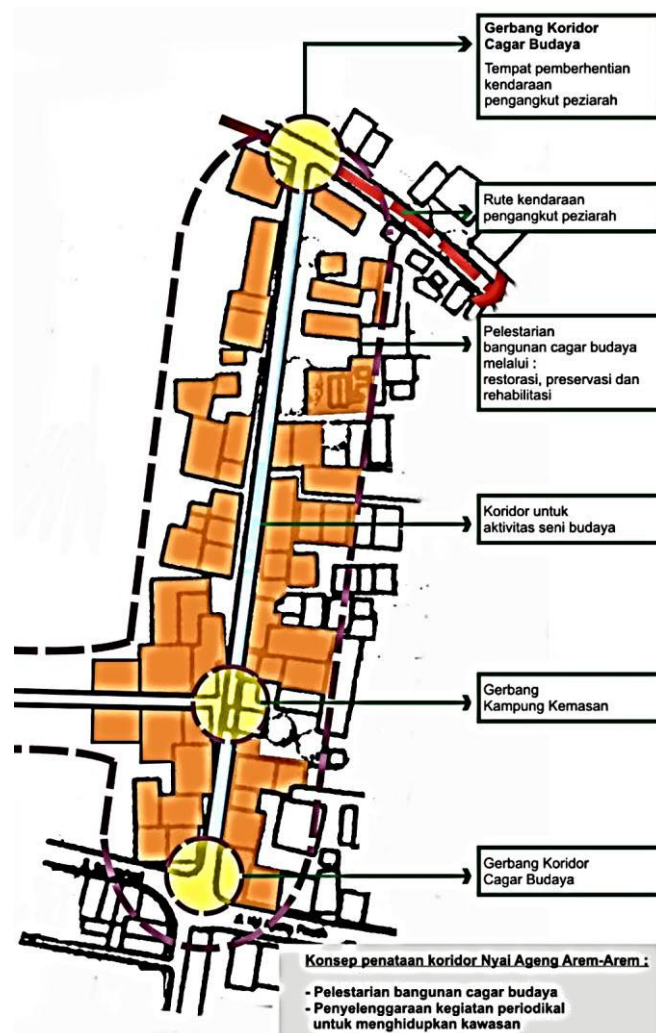 Gerbang Koridor
Cagar Budaya
Tempat pemberhentian
kendaraan
pengangkut peziarah
Rute kendaraan
pengangkut peziarah
Pelestarian
bangunan cagar budaya
melalui :
restorasi, preservasi dan
rehabilitasi
Koridor untuk
aktivitas seni budaya
Gerbang
Kampung Kemasan
Gerbang Koridor
Cagar Budaya
Konsep penataan koridor Nyai Ageng Arem-Arem :
- Pelestarian bangunan cagar budaya
- Penyelenggaraan kegiatan periodikal
untuk menghidupkan kawasan